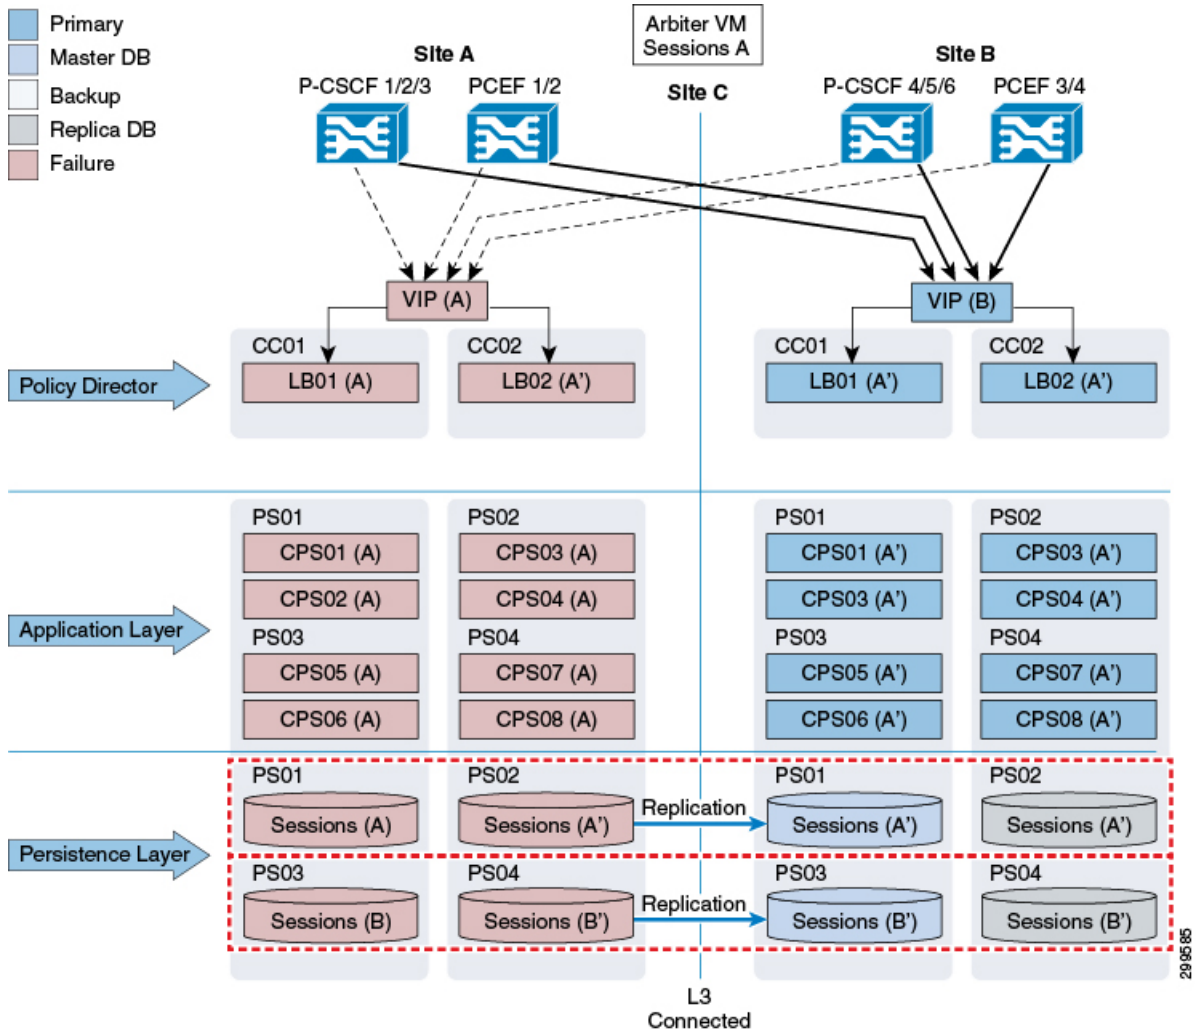 Primary
Master DB
Backup
Replica DB
Failure
Arbiter VM
Sessions A
Site A
Site B
Site C
P-CSCF 1/2/3
PCEF 1/2
P-CSCF 4/5/6
PCEF 3/4
VIP (A)
VIP (B)
Policy Director
CC01
LB01 (A)
CC02
LB02 (A')
CC01
LB01 (A')
CC02
LB02 (A')
Application Layer
PS01
CPS01 (A)
CPS02 (A)
PS03
CPS05 (A)
CPS06 (A)
PS02
CPS03 (A)
CPS04 (A)
PS04
CPS07 (A)
CPS08 (A)
PS01
CPS01 (A')
CPS03 (A')
PS03
CPS05 (A')
CPS06 (A')
PS02
CPS03 (A')
CPS04 (A')
PS04
CPS07 (A')
CPS08 (A')
Persistence Layer
PS01
Sessions (A)
PS02
Sessions (A')
Replication
PS01
Sessions (A')
PS02
Sessions (A')
PS03
Sessions (B)
PS04
Sessions (B')
Replication
PS03
Sessions (B')
PS04
Sessions (B')
L3
Connected
299585